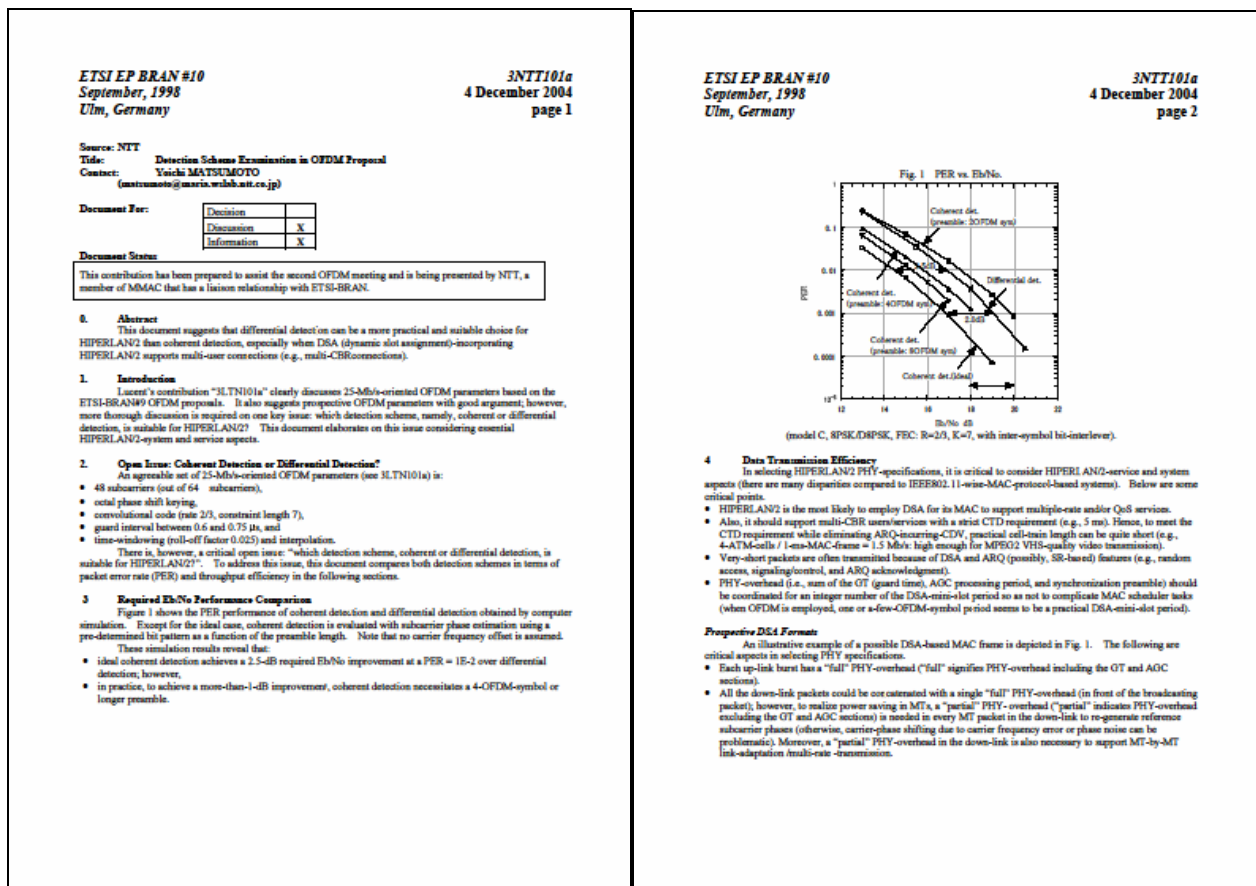 ETSI EP BRAN #10 3NTT101a
September, 1998 4 December 2004
Ulm, Germany page 1
Source: NTT
Title: Detection Scheme Examination in OFDM Proposal
Contact: Yoichi MATSUMOTO
(matsumoto@maria.wslab.ntt.co.jp)
Document For:
Decision
Discussion X
Information X
Document Status
This contribution has been prepared to assist the second OFDM meeting and is being presented by NTT, a
member of MMAC that has a liaison relationship with ETSI-BRAN.
0. Abstract
This document suggests that differential detection can be a more practical and suitable choice for
HIPERLAN/2 than coherent detection, especially when DSA (dynamic slot assignment)-incorporating
HIPERLAN/2 supports multi-user connections (e.g., multi-CBRconnections).
1. Introduction
Lucent's contribution "3LTN101a" clearly discusses 25-Mb/s-oriented OFDM parameters based on the
ETSI-BRAN#9 OFDM proposals. It also suggests prospective OFDM parameters with good argument; however,
more thorough discussion is required on one key issue: which detection scheme, namely, coherent or differential
detection, is suitable for HIPERLAN/2? This document elaborates on this issue considering essential
HIPERLAN/2-system and service aspects.
2. Open Issue: Coherent Detection or Differential Detection?
An agreeable set of 25-Mb/s-oriented OFDM parameters (see 3LTN101a) is:
• 48 subcarriers (out of 64 subcarriers),
• octal phase shift keying,
• convolutional code (rate 2/3, constraint length 7),
• guard interval between 0.6 and 0.75 μs, and
• time-windowing (roll-off factor 0.025) and interpolation.
There is, however, a critical open issue: "which detection scheme, coherent or differential detection, is
suitable for HIPERLAN/2?". To address this issue, this document compares both detection schemes in terms of
packet error rate (PER) and throughput efficiency in the following sections.
3 Required Eb/No Performance Comparison
Figure 1 shows the PER performance of coherent detection and differential detection obtained by computer
simulation. Except for the ideal case, coherent detection is evaluated with subcarrier phase estimation using a
pre-determined bit pattern as a function of the preamble length. Note that no carrier frequency offset is assumed.
These simulation results reveal that:
• ideal coherent detection achieves a 2.5-dB required Eb/No improvement at a PER = 1E-2 over differential
detection; however,
• in practice, to achieve a more-than-1-dB improvement, coherent detection necessitates a 4-OFDM-symbol or
longer preamble.
ETSI EP BRAN #10 3NTT101a
September, 1998 4 December 2004
Ulm, Germany page 2
Fig. 1 PER vs. Eb/No.
1
0.1
0.01
0.001
0.0001
PER
Coherent det.
(preamble: 2OFDM sym)
Differential det.
Coherent det.
(preamble: 4OFDM sym)
2.0dB
Coherent det.
(preamble: 8OFDM sym)
Coherent det.(ideal)
12 14 16 18 20 22
Eb/No dB
(model C, 8PSK/D8PSK, FEC: R=2/3, K=7, with inter-symbol bit-interlever).
4 Data Transmission Efficiency
In selecting HIPERLAN/2 PHY-specifications, it is critical to consider HIPERLAN/2-service and system
aspects (there are many disparities compared to IEEE802.11-wise-MAC-protocol-based systems). Below are some
critical points.
• HIPERLAN/2 is the most likely to employ DSA for its MAC to support multiple-rate and/or QoS services.
• Also, it should support multi-CBR users/services with a strict CTD requirement (e.g., 5 ms). Hence, to meet the
CTD requirement while eliminating ARQ-incurring-CDV, practical cell-train length can be quite short (e.g.,
4-ATM-cells / 1-ms-MAC-frame = 1.5 Mb/s: high enough for MPEG2 VHS-quality video transmission).
• Very-short packets are often transmitted because of DSA and ARQ (possibly, SR-based) features (e.g., random
access, signaling/control, and ARQ acknowledgment).
• PHY-overhead (i.e., sum of the GT (guard time), AGC processing period, and synchronization preamble) should
be coordinated for an integer number of the DSA-mini-slot period so as not to complicate MAC scheduler tasks
(when OFDM is employed, one or a-few-OFDM-symbol period seems to be a practical DSA-mini-slot period).
Prospective DSA Formats
An illustrative example of a possible DSA-based MAC frame is depicted in Fig. 1. The following are
critical aspects in selecting PHY specifications.
• Each up-link burst has a "full" PHY-overhead ("full" signifies PHY-overhead including the GT and AGC
sections).
• All the down-link packets could be concatenated with a single "full" PHY-overhead (in front of the broadcasting
packet); however, to realize power saving in MTs, a "partial" PHY- overhead ("partial" indicates PHY-overhead
excluding the GT and AGC sections) is needed in every MT packet in the down-link to re-generate reference
subcarrier phases (otherwise, carrier-phase shifting due to carrier frequency error or phase noise can be
problematic). Moreover, a "partial" PHY-overhead in the down-link is also necessary to support MT-by-MT
link-adaptation /multi-rate -transmission.